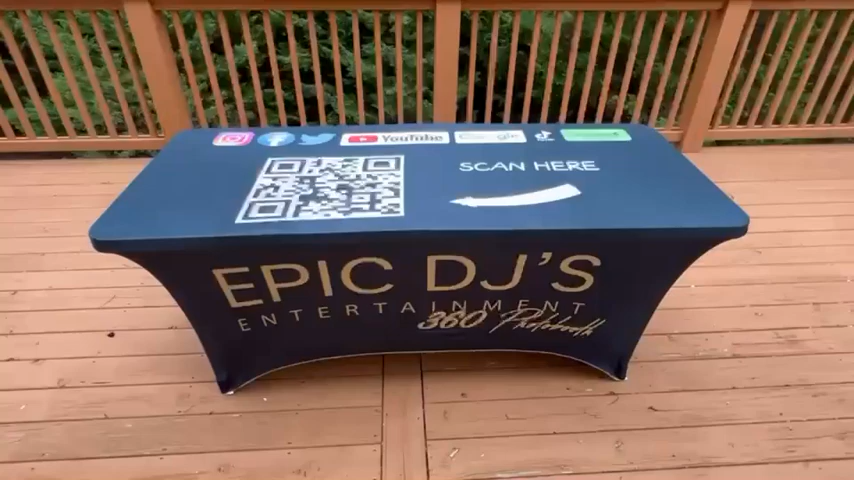 YouTube Google
SCAN HERE
EPIC DJ'S
ENTERTAINMENT
360 Photobooth